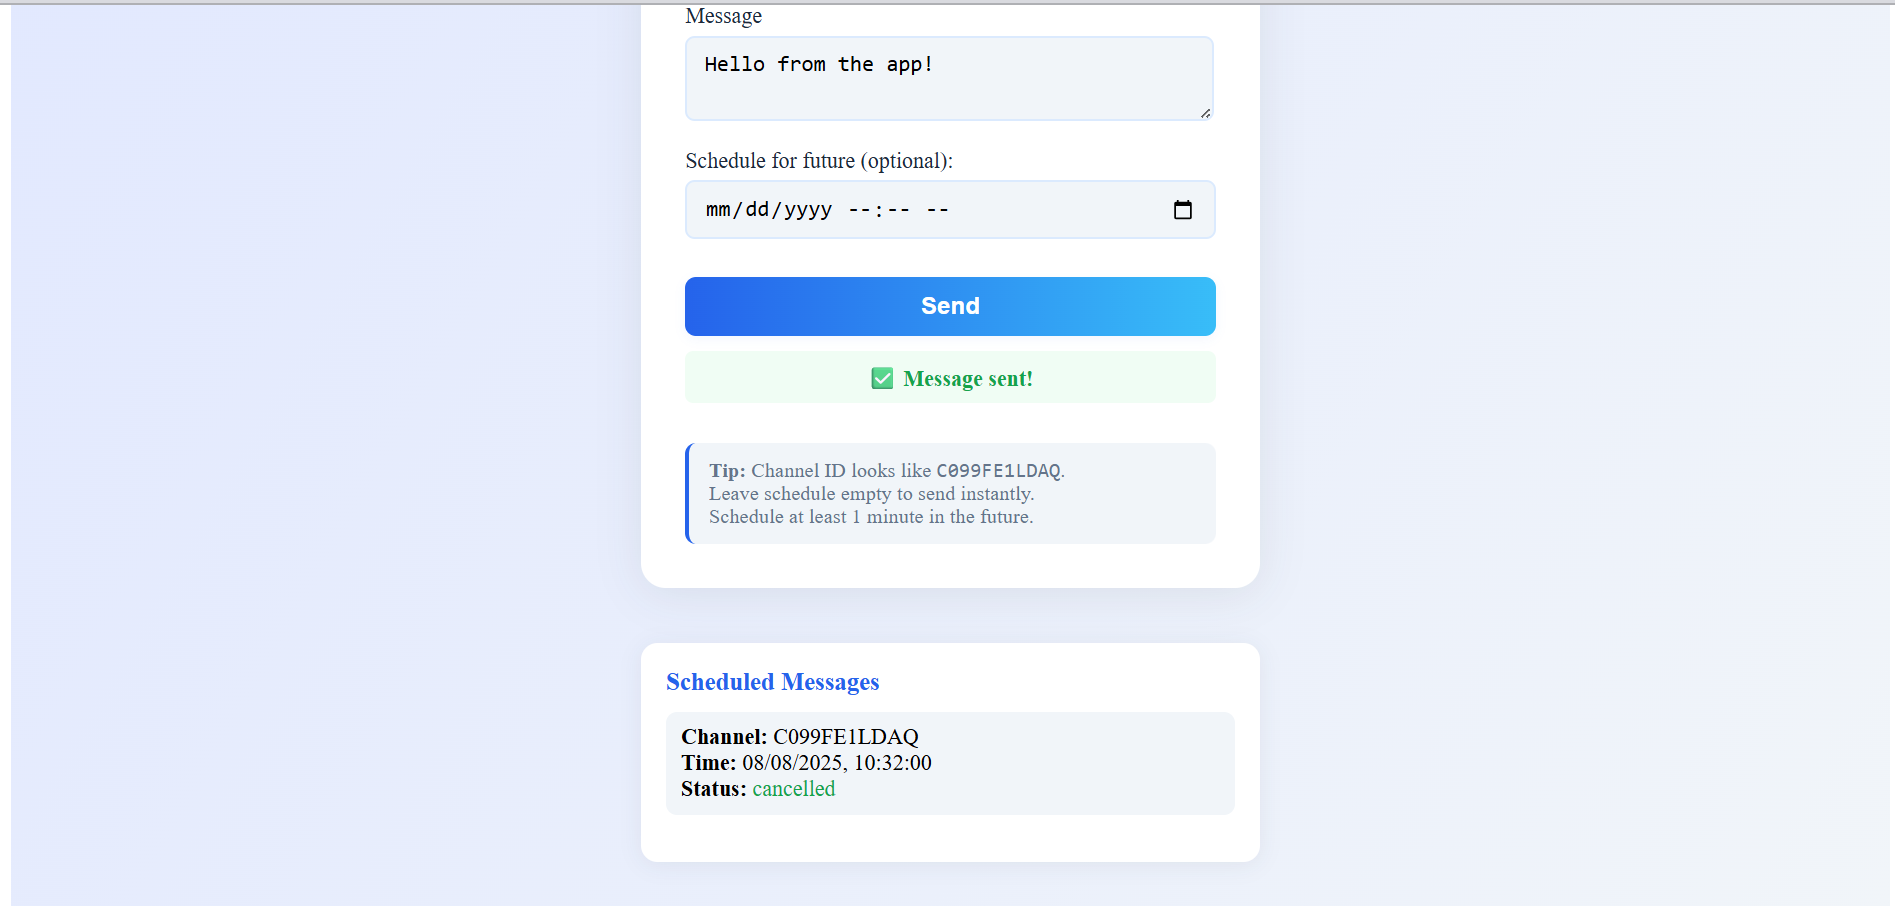 Message
Hello from the app!
Schedule for future (optional):
mm/dd/yyyy --:-- --
Send
✅ Message sent!
Tip: Channel ID looks like C099FE1LDAQ.
Leave schedule empty to send instantly.
Schedule at least 1 minute in the future.
Scheduled Messages
Channel: C099FE1LDAQ
Time: 08/08/2025, 10:32:00
Status: cancelled